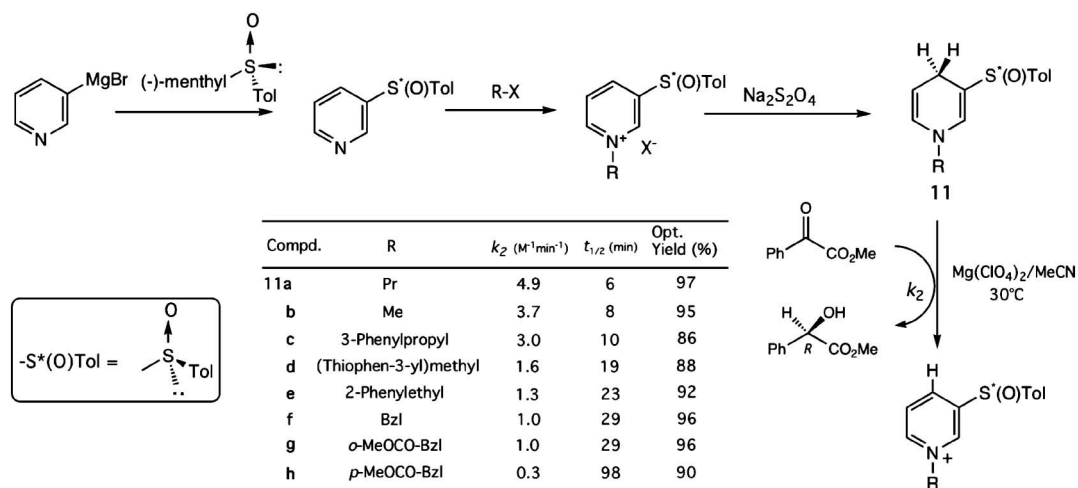 MgBr
N
(-)-menthyl
O
S
:
Tol
S*(O)Tol
N
R-X
S*(O)Tol
N+
X-
R
Na2S2O4
H H
S*(O)Tol
N
R
11
Compd. R k2 (M-1min-1) t1/2 (min) Opt. Yield (%)
11a Pr 4.9 6 97
b Me 3.7 8 95
c 3-Phenylpropyl 3.0 10 86
d (Thiophen-3-yl)methyl 1.6 19 88
e 2-Phenylethyl 1.3 23 92
f Bzl 1.0 29 96
g o-MeOCO-Bzl 1.0 29 96
h p-MeOCO-Bzl 0.3 98 90
O
Ph CO2Me
k2
Mg(ClO4)2/MeCN
30°C
H OH
Ph R CO2Me
-S*(O)Tol =
O
S
Tol
:
H
S*(O)Tol
N
+
R